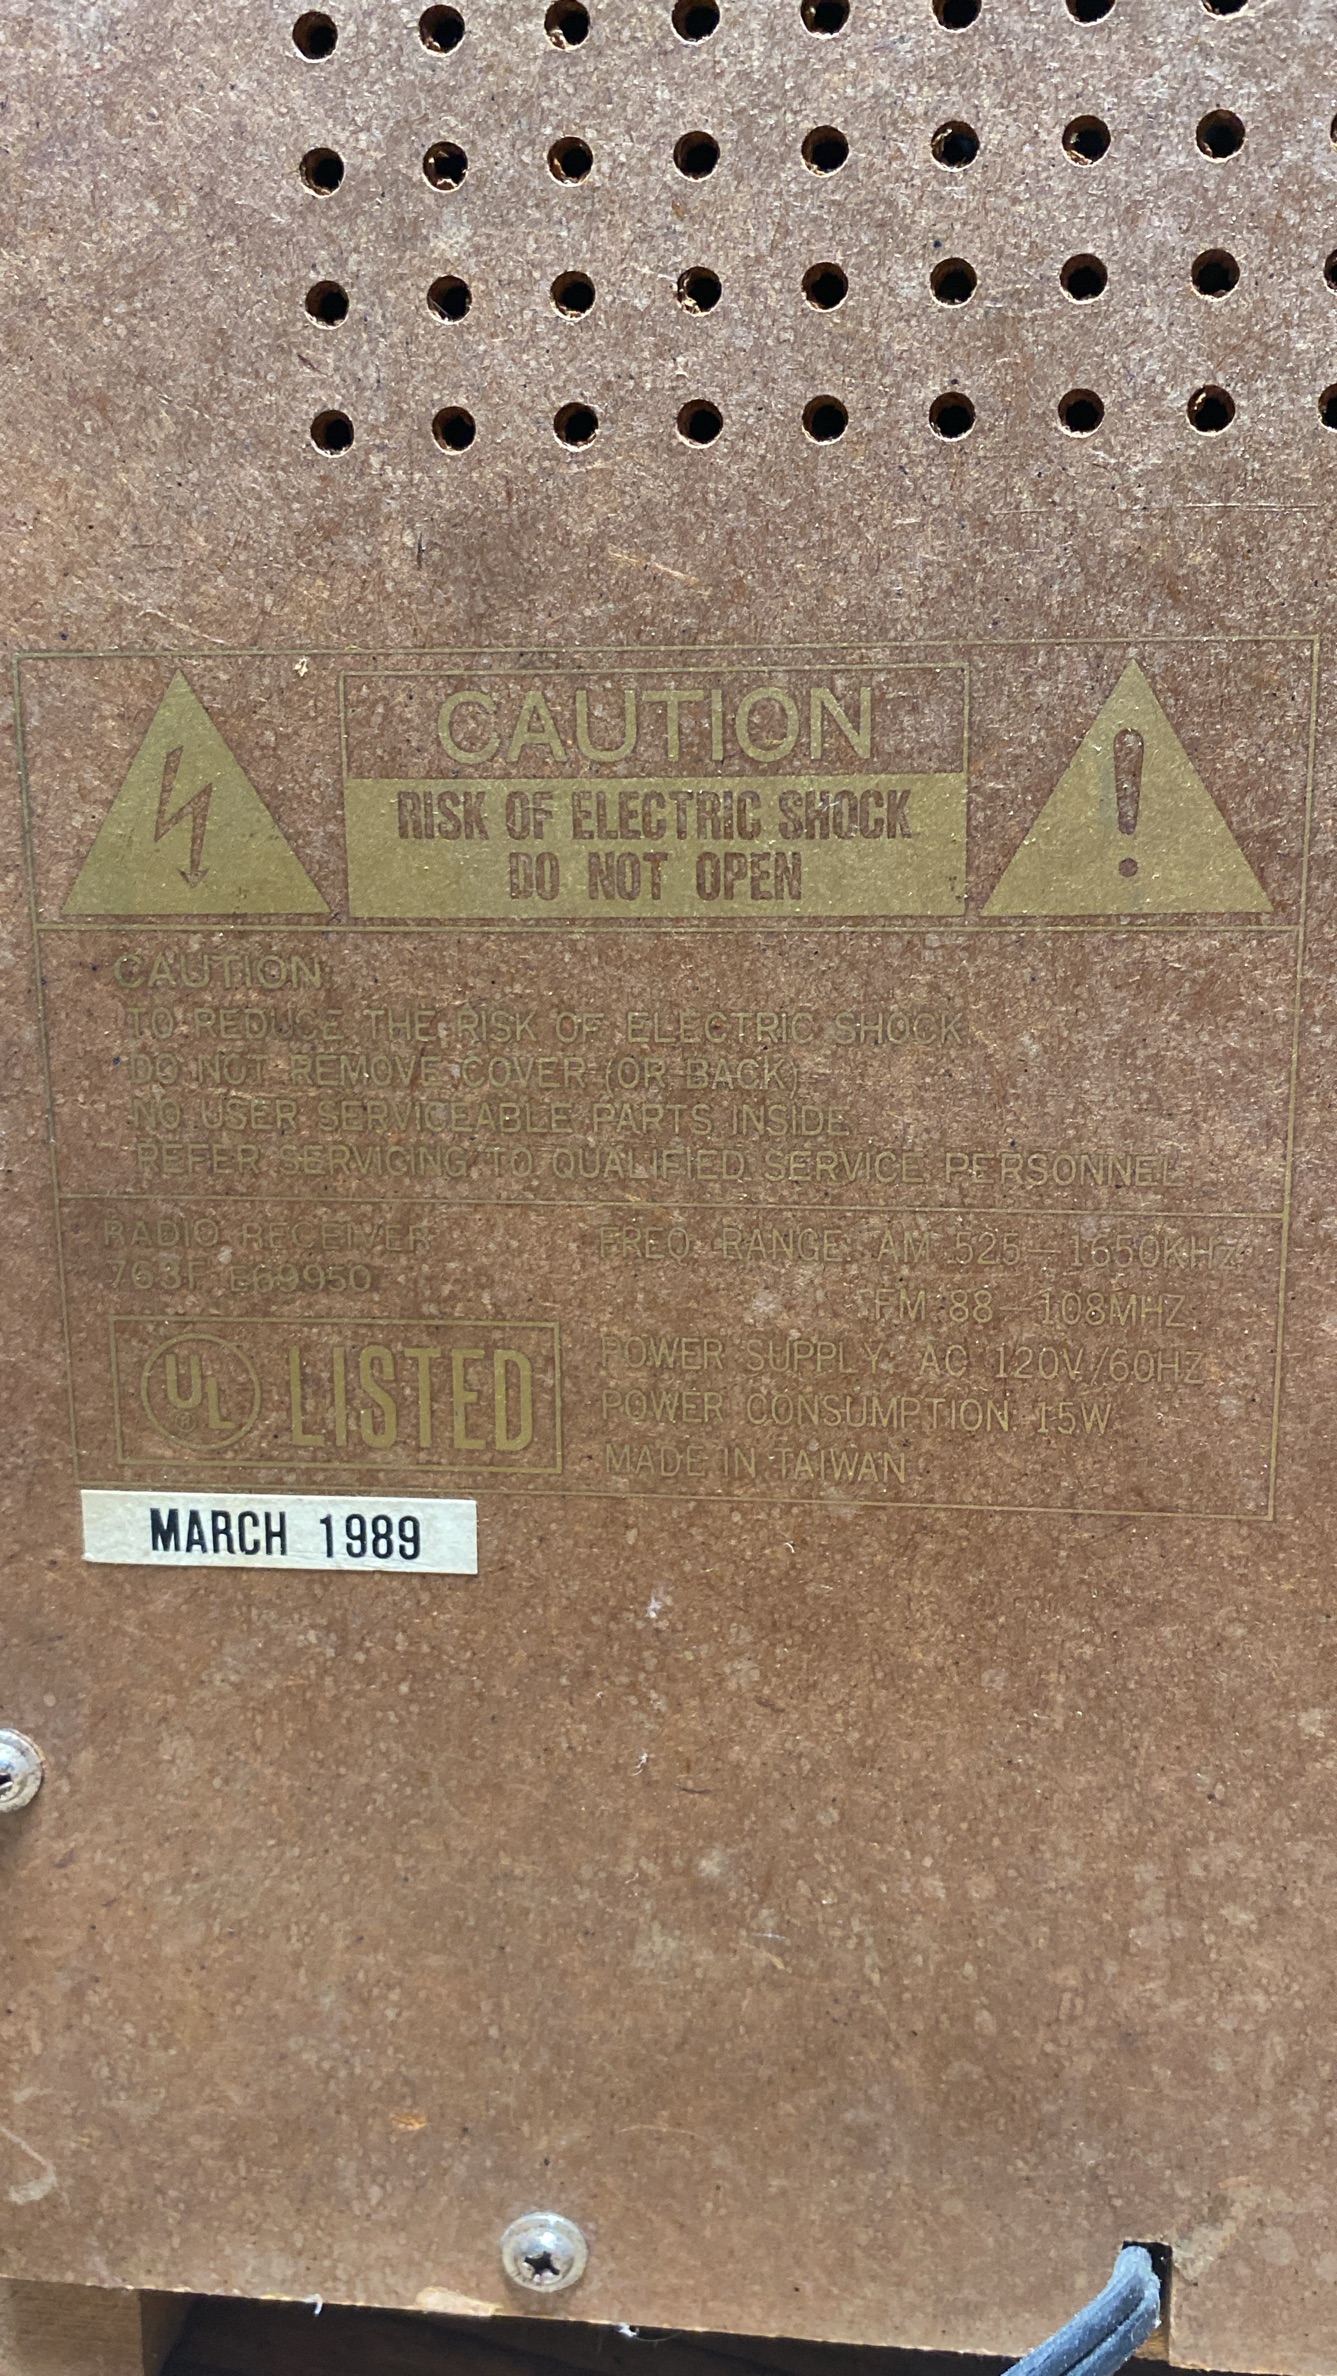 CAUTION
RISK OF ELECTRIC SHOCK
DO NOT OPEN
CAUTION:
TO REDUCE THE RISK OF ELECTRIC SHOCK.
DO NOT REMOVE COVER (OR BACK).
NO USER SERVICEABLE PARTS INSIDE.
REFER SERVICING TO QUALIFIED SERVICE PERSONNEL.
RADIO RECEIVER
763F E69950
UL
LISTED
FREQ. RANGE: AM 525—1650KHZ.
FM 88—108MHZ.
POWER SUPPLY: AC 120V/60HZ.
POWER CONSUMPTION: 15W.
MADE IN TAIWAN.
MARCH 1989